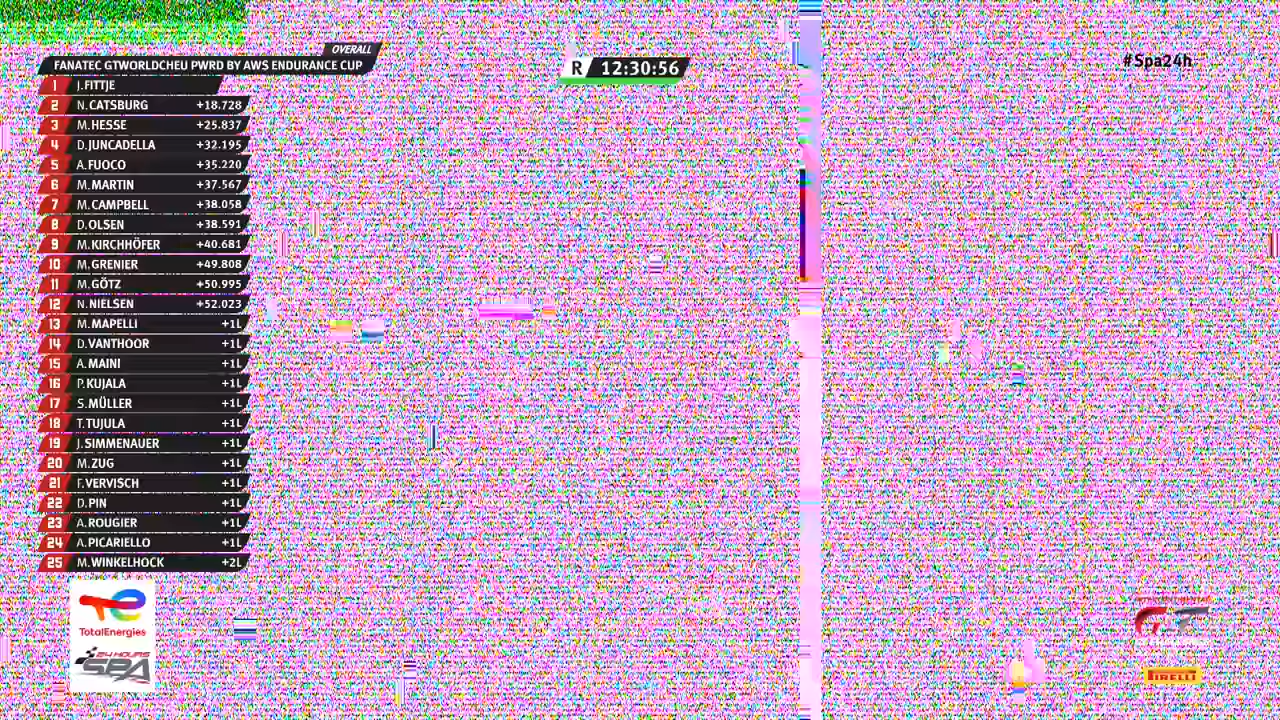 OVERALL
FANATEC GTWORLDCHEU PWRD BY AWS ENDURANCE CUP
R 12:30:56
#Spa24h
1 J.FITTJE
2 N.CATSBURG +18.728
3 M.HESSE +25.837
4 D.JUNCADELLA +32.195
5 A.FUOCO +35.220
6 M.MARTIN +37.567
7 M.CAMPBELL +38.058
8 D.OLSEN +38.591
9 M.KIRCHHÖFER +40.681
10 M.GRENIER +49.808
11 M.GÖTZ +50.995
12 N.NIELSEN +52.023
13 M.MAPELLI +1L
14 D.VANTHOOR +1L
15 A.MAINI +1L
16 P.KUJALA +1L
17 S.MÜLLER +1L
18 T.TUJULA +1L
19 J.SIMMENAUER +1L
20 M.ZUG +1L
21 F.VERVISCH +1L
22 D.PIN +1L
23 A.ROUGIER +1L
24 A.PICARIELLO +1L
25 M.WINKELHOCK +2L
TotalEnergies
24 HOURS
SPA
INTERCONTINENTAL
GT
PIRELLI